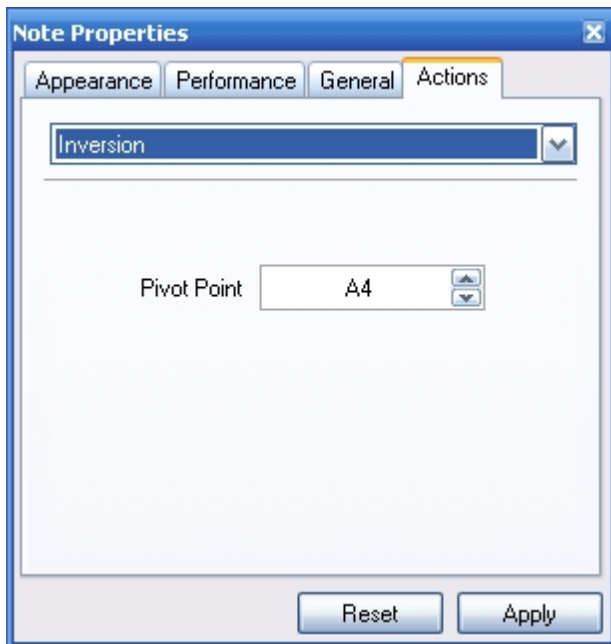 Note Properties
Appearance Performance General Actions
Inversion
Pivot Point A4
Reset Apply